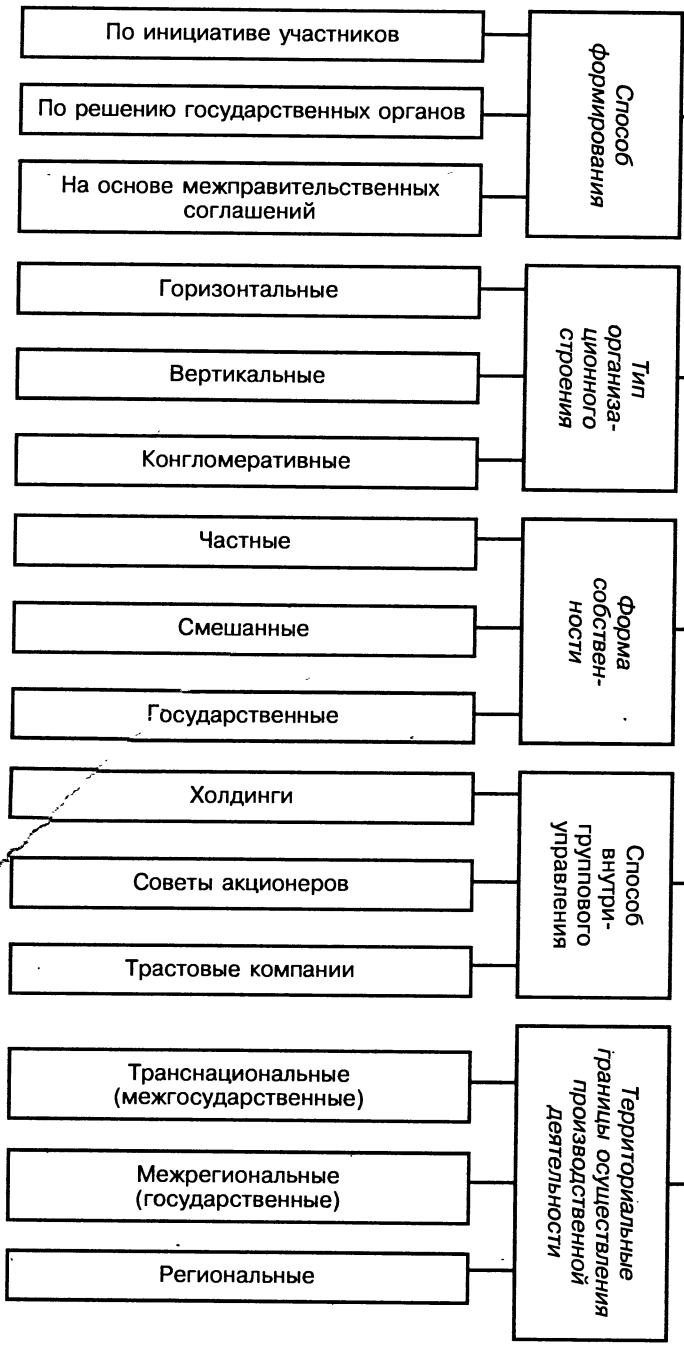 По инициативе участников
По решению государственных органов
На основе межправительственных
соглашений
Способ
формирования
Горизонтальные
Вертикальные
Конгломеративные
Тип
организа-
ционного
строения
Частные
Смешанные
Государственные
Форма
собствен-
ности
Холдинги
Советы акционеров
Трастовые компании
Способ
внутри-
группового
управления
Транснациональные
(межгосударственные)
Межрегиональные
(государственные)
Региональные
Территориальные
границы осуществления
производственной
деятельности